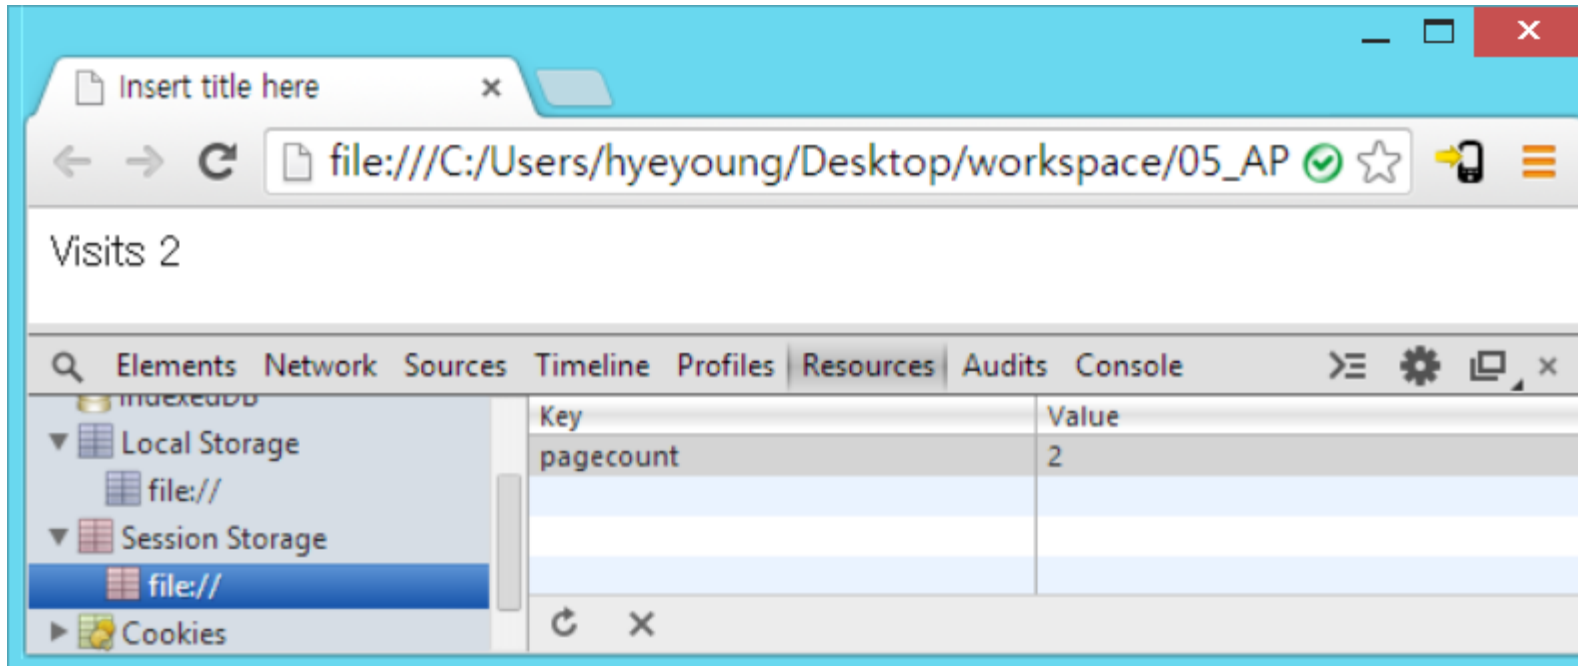 Insert title here
file:///C:/Users/hyeyoung/Desktop/workspace/05_AP
Visits 2
Elements Network Sources Timeline Profiles Resources Audits Console
IndexedDB
Key Value
Local Storage
pagecount 2
file://
Session Storage
file://
Cookies